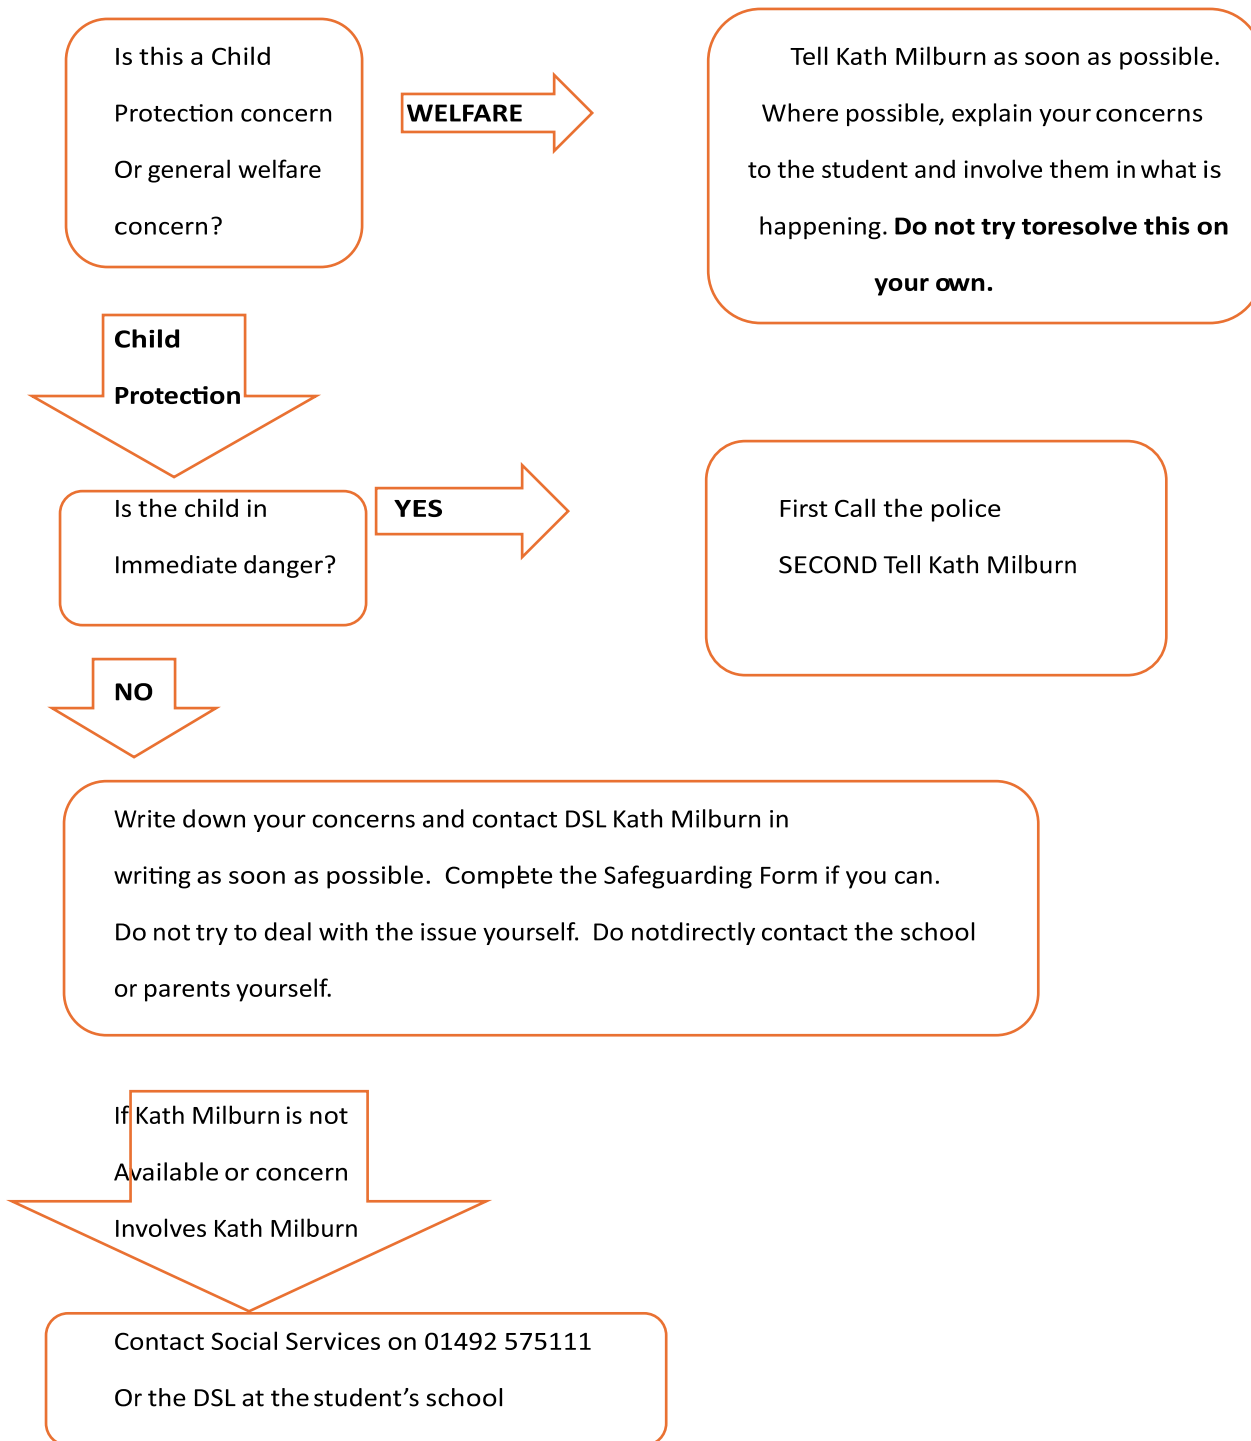 Is this a Child
Protection concern
Or general welfare
concern?
WELFARE
Tell Kath Milburn as soon as possible.
Where possible, explain your concerns
to the student and involve them in what is
happening. Do not try toresolve this on
your own.
Child
Protection
Is the child in
Immediate danger?
YES
First Call the police
SECOND Tell Kath Milburn
NO
Write down your concerns and contact DSL Kath Milburn in
writing as soon as possible. Complete the Safeguarding Form if you can.
Do not try to deal with the issue yourself. Do notdirectly contact the school
or parents yourself.
If Kath Milburn is not
Available or concern
Involves Kath Milburn
Contact Social Services on 01492 575111
Or the DSL at the student’s school